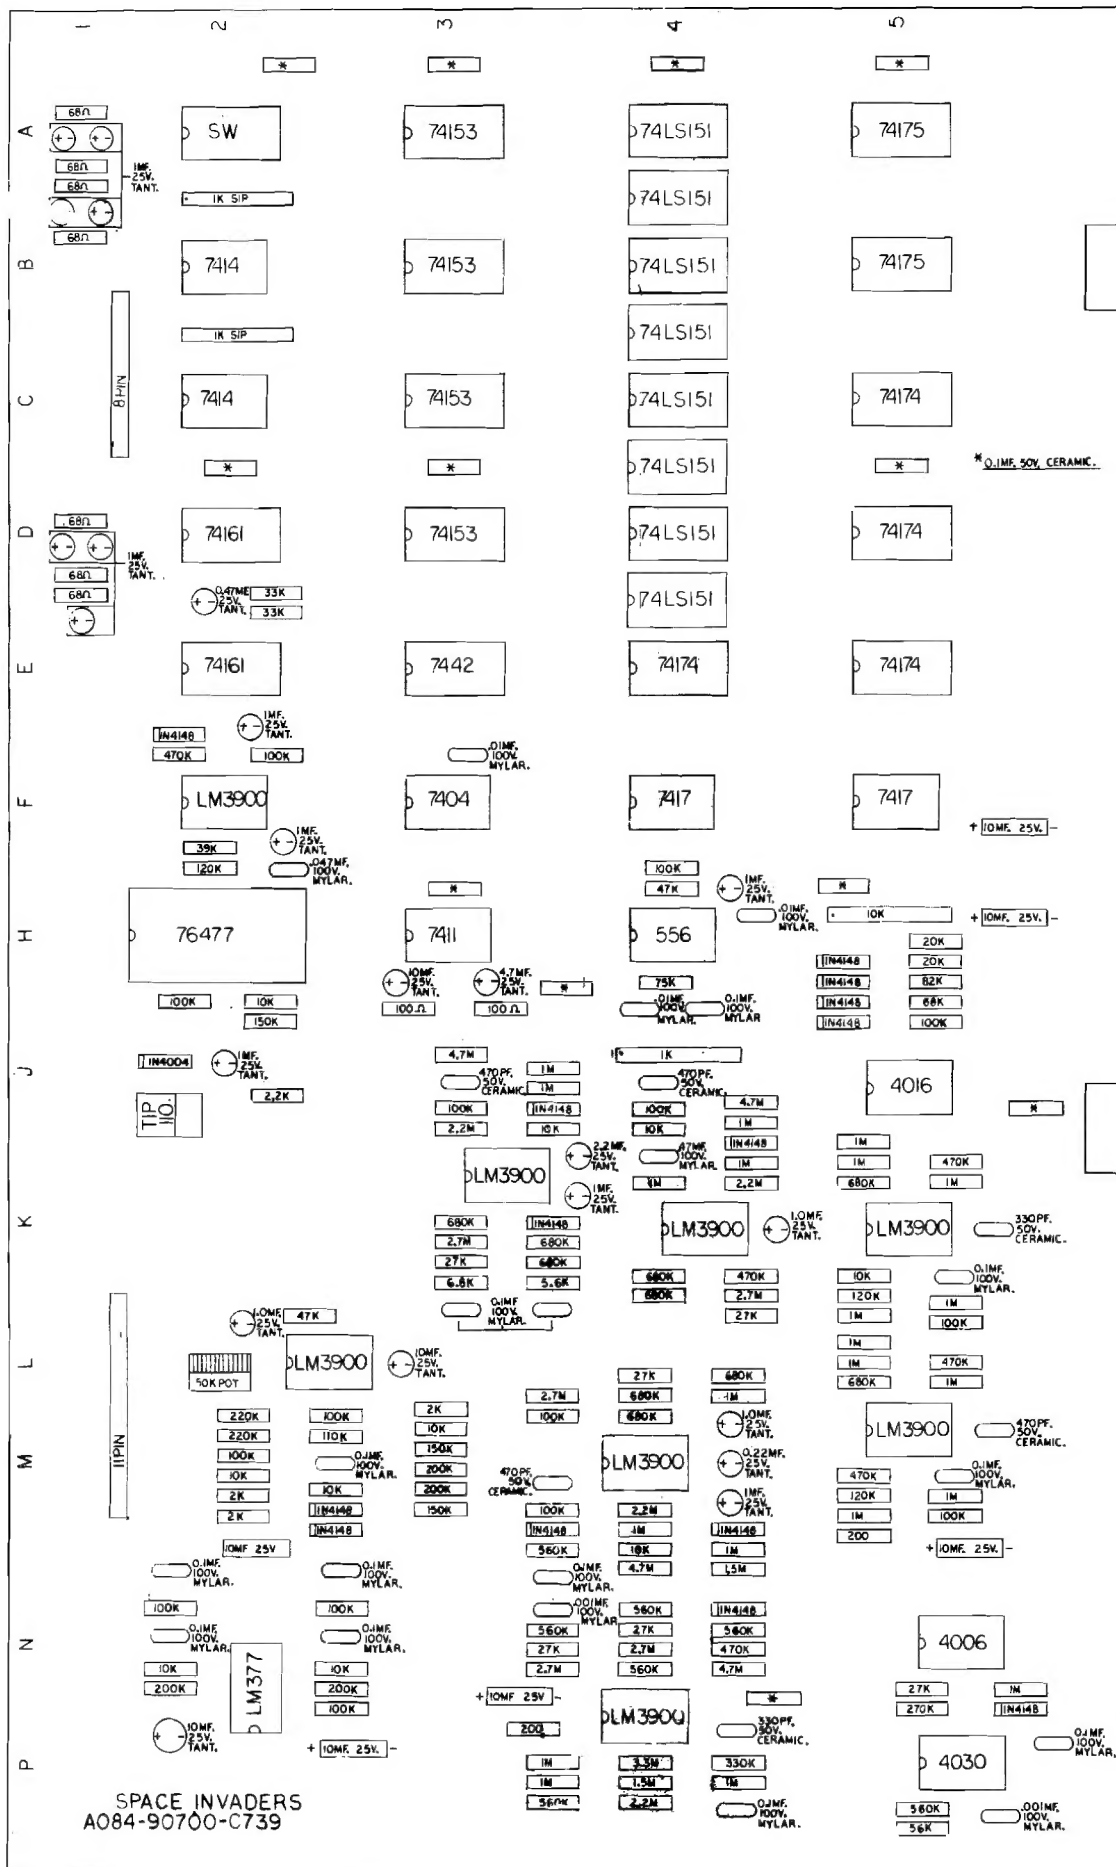 1 2 3 4 5
* * * *
A
68Ω
68Ω
68Ω
68Ω
1MF.
25V.
TANT.
SW 74153 74LS151 74175
1K SIP 74LS151
B
7414 74153 74LS151 74175
1K SIP 74LS151
8 PIN
C
7414 74153 74LS151 74174
* * 74LS151 *
* 0.1MF. 50V. CERAMIC.
D
68Ω
68Ω
68Ω
1MF.
25V.
TANT.
74161 74153 74LS151 74174
0.47MF
25V.
TANT.
33K
33K
74LS151
E
74161 7442 74174 74174
1N4148
470K
1MF.
25V.
TANT.
100K
.01MF.
100V.
MYLAR.
F
LM3900 7404 7417 7417
+ 10MF. 25V. -
39K
120K
1MF.
25V.
TANT.
.047MF.
100V.
MYLAR.
*
100K
47K
1MF.
25V.
TANT.
.01MF.
100V.
MYLAR.
*
10K
+ 10MF. 25V. -
H
76477 7411 556
20K
1N4148 20K
1N4148 82K
1N4148 68K
1N4148 100K
100K 10K
150K
10MF.
25V.
TANT.
100Ω
4.7MF.
25V.
TANT.
100Ω
*
75K
.01MF.
100V.
MYLAR.
0.1MF.
100V.
MYLAR
J
1N4004
1MF.
25V.
TANT.
TIP
110.
2.2K
4.7M
470PF.
50V.
CERAMIC.
100K
2.2M
1M
1M
1N4148
10K
1K
470PF.
50V.
CERAMIC.
100K
10K
.47MF.
100V.
MYLAR.
1M
4.7M
1M
1N4148
1M
2.2M
4016
*
1M
1M 470K
680K 1M
2.2MF.
25V.
TANT.
1MF.
25V.
TANT.
K
LM3900 LM3900 LM3900
1.0MF.
25V.
TANT.
330PF.
50V.
CERAMIC.
680K 1N4148
2.7M 680K
27K 680K
6.8K 5.6K
0.1MF
100V.
MYLAR.
680K 470K
680K 2.7M
27K
10K
120K
1M
0.1MF.
100V.
MYLAR.
1M
100K
1M
1M 470K
680K 1M
L
1.0MF.
25V.
TANT.
47K
50K POT
LM3900
10MF.
25V.
TANT.
27K 680K
2.7M 680K 1M
100K 680K
1.0MF.
25V.
TANT.
11 PIN
M
220K
220K
100K
10K
2K
2K
100K
110K
0.1MF.
100V.
MYLAR.
10K
1N4148
1N4148
2K
10K
150K
200K
200K
150K
470PF.
50V.
CERAMIC.
LM3900
0.22MF.
25V.
TANT.
1MF.
25V.
TANT.
LM3900
470PF.
50V.
CERAMIC.
470K
120K
1M
200
0.1MF.
100V.
MYLAR.
1M
100K
+ 10MF. 25V. -
100K 2.2M
1N4148 1M 1N4148
560K 18K 1M
4.7M 1.5M
10MF 25V
0.1MF.
100V.
MYLAR.
0.1MF.
100V.
MYLAR.
0.1MF.
100V.
MYLAR.
.001MF.
100V.
MYLAR
N
100K 100K
0.1MF.
100V.
MYLAR.
0.1MF.
100V.
MYLAR.
10K
200K
LM377
10K
200K
100K
560K 1N4148
560K 27K 560K
27K 2.7M 470K
2.7M 560K 4.7M
4006
27K 1M
270K 1N4148
+ 10MF 25V -
200
LM3900
*
330PF.
50V.
CERAMIC.
P
10MF.
25V.
TANT.
+ 10MF. 25V. -
1M 3.3M 330K
1M 1.5M 1M
560K 2.2M
0.1MF.
100V.
MYLAR.
4030
0.1MF.
100V.
MYLAR.
560K
56K
.001MF.
100V.
MYLAR.
SPACE INVADERS
A084-90700-C739